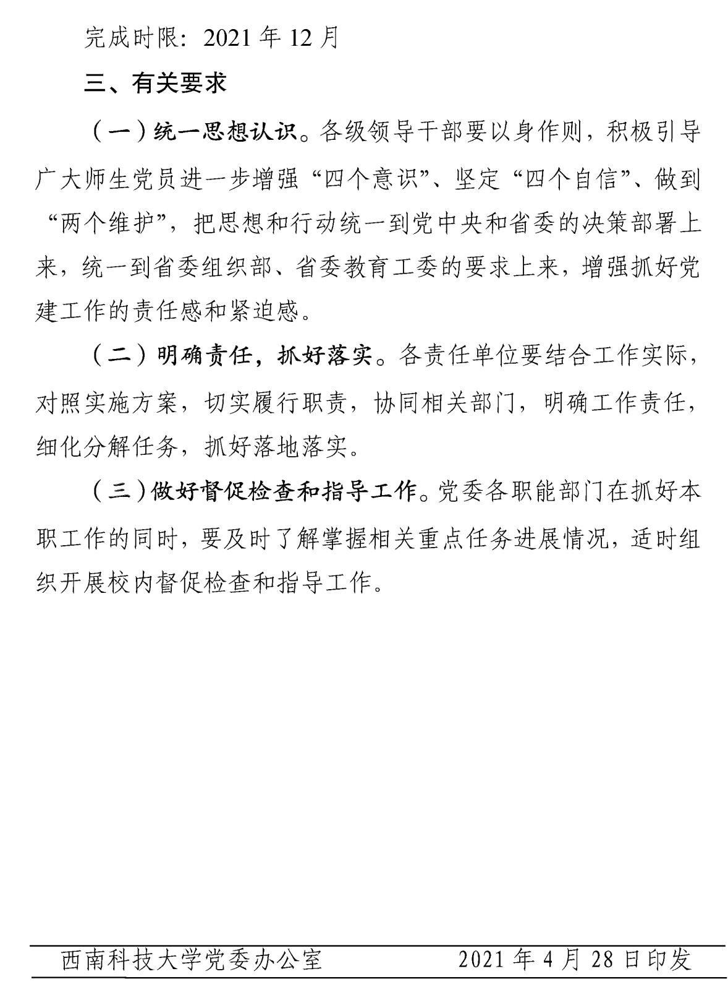 完成时限：2021 年 12 月
三、有关要求
（一）统一思想认识。各级领导干部要以身作则，积极引导
广大师生党员进一步增强“四个意识”、坚定“四个自信”、做到
“两个维护”，把思想和行动统一到党中央和省委的决策部署上
来，统一到省委组织部、省委教育工委的要求上来，增强抓好党
建工作的责任感和紧迫感。
（二）明确责任，抓好落实。各责任单位要结合工作实际，
对照实施方案，切实履行职责，协同相关部门，明确工作责任，
细化分解任务，抓好落地落实。
（三）做好督促检查和指导工作。党委各职能部门在抓好本
职工作的同时，要及时了解掌握相关重点任务进展情况，适时组
织开展校内督促检查和指导工作。
西南科技大学党委办公室 2021 年 4 月 28 日印发